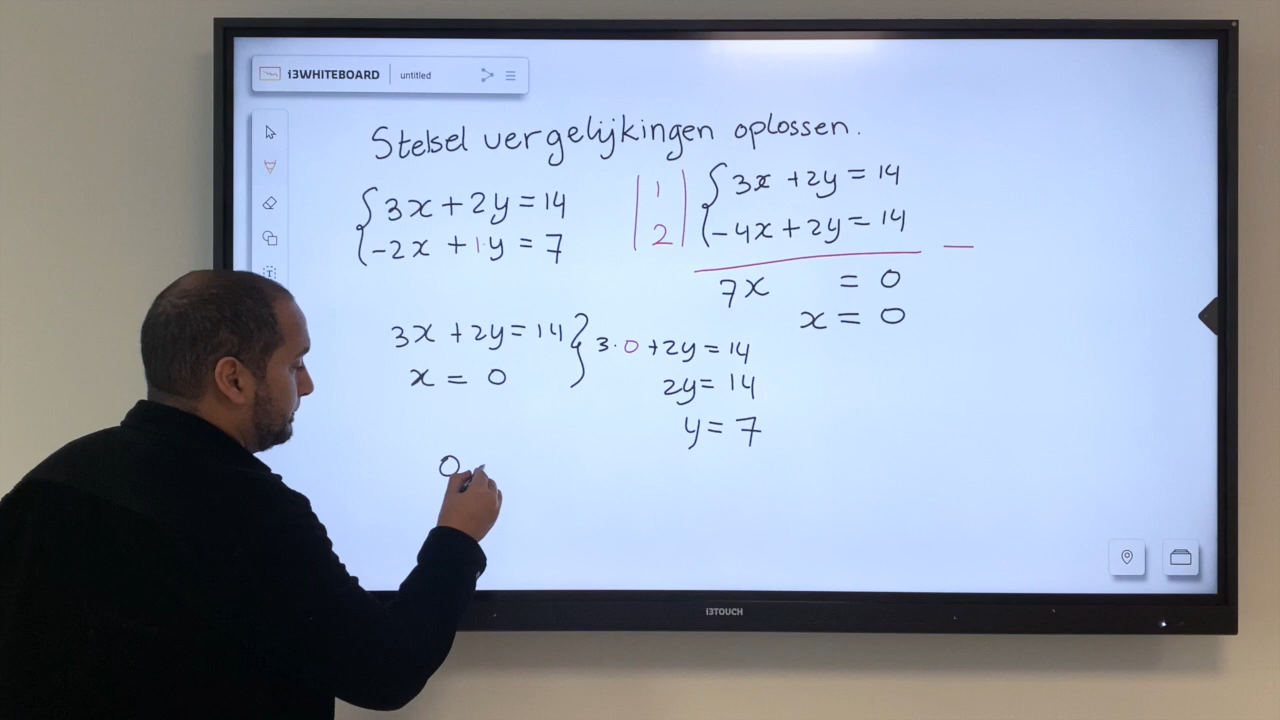 i3WHITEBOARD untitled
Stelsel vergelijkingen oplossen.
3x + 2y = 14
-2x + 1·y = 7
1
2
3x + 2y = 14
-4x + 2y = 14
—
7x = 0
x = 0
3x + 2y = 14
x = 0
3·0 + 2y = 14
2y = 14
y = 7
O
i3TOUCH